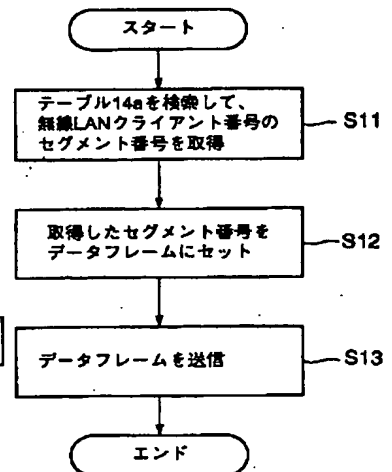 スタート
テーブル14aを検索して、
無線LANクライアント番号の
セグメント番号を取得
S11
取得したセグメント番号を
データフレームにセット
S12
データフレームを送信
S13
エンド